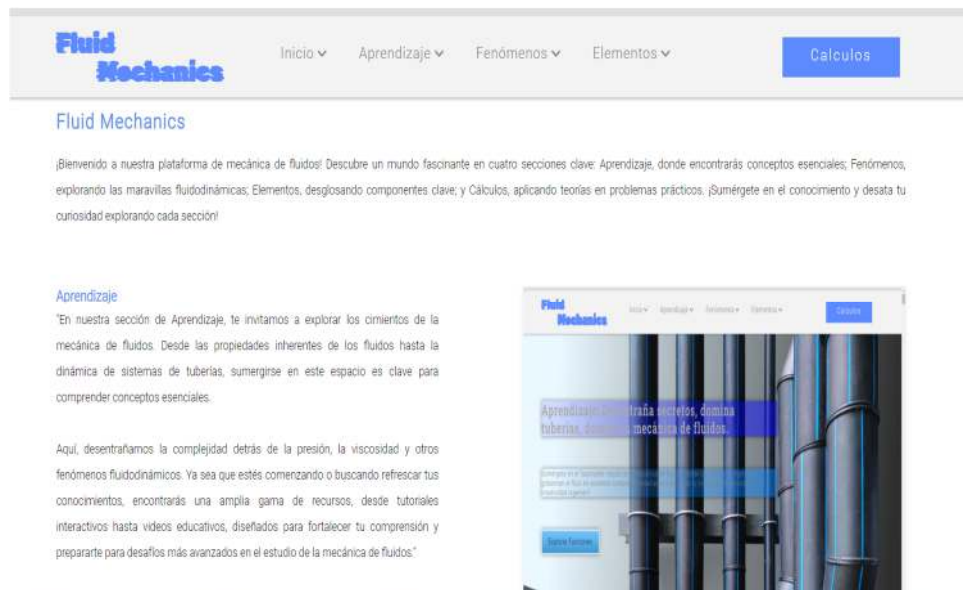 Fluid
Mechanics
Inicio
Aprendizaje
Fenómenos
Elementos
Calculos
Fluid Mechanics
¡Bienvenido a nuestra plataforma de mecánica de fluidos! Descubre un mundo fascinante en cuatro secciones clave: Aprendizaje, donde encontrarás conceptos esenciales; Fenómenos,
explorando las maravillas fluidodinámicas; Elementos, desglosando componentes clave; y Cálculos, aplicando teorías en problemas prácticos. ¡Sumérgete en el conocimiento y desata tu
curiosidad explorando cada sección!
Aprendizaje
"En nuestra sección de Aprendizaje, te invitamos a explorar los cimientos de la
mecánica de fluidos. Desde las propiedades inherentes de los fluidos hasta la
dinámica de sistemas de tuberías, sumergirse en este espacio es clave para
comprender conceptos esenciales.
Aquí, desentrañamos la complejidad detrás de la presión, la viscosidad y otros
fenómenos fluidodinámicos. Ya sea que estés comenzando o buscando refrescar tus
conocimientos, encontrarás una amplia gama de recursos, desde tutoriales
interactivos hasta videos educativos, diseñados para fortalecer tu comprensión y
prepararte para desafíos más avanzados en el estudio de la mecánica de fluidos."
Fluid
Mechanics
Inicio
Aprendizaje
Fenómenos
Elementos
Calculos
Aprendizaje: secretos, domina
tuberías, mecánica de fluidos.